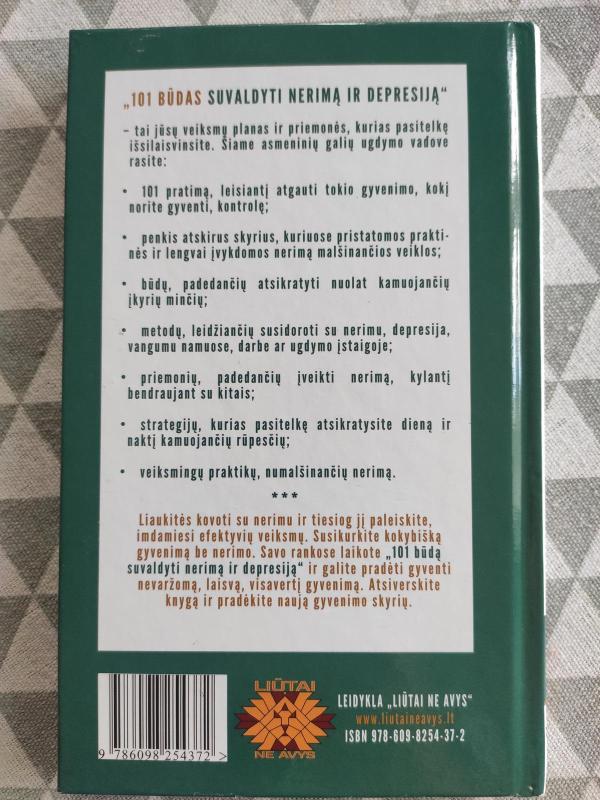 „101 BŪDAS SUVALDYTI NERIMĄ IR DEPRESIJĄ“
– tai jūsų veiksmų planas ir priemonės, kurias pasitelkę
išsilaisvinsite. Šiame asmeninių galių ugdymo vadove
rasite:
• 101 pratimą, leisiantį atgauti tokio gyvenimo, kokį
norite gyventi, kontrolę;
• penkis atskirus skyrius, kuriuose pristatomos prakti-
nės ir lengvai įvykdomos nerimą malšinančios veiklos;
• būdų, padedančių atsikratyti nuolat kamuojančių
įkyrių minčių;
• metodų, leidžiančių susidoroti su nerimu, depresija,
vangumu namuose, darbe ar ugdymo įstaigoje;
• priemonių, padedančių įveikti nerimą, kylantį
bendraujant su kitais;
• strategijų, kurias pasitelkę atsikratysite dieną ir
naktį kamuojančių rūpesčių;
• veiksmingų praktikų, numalšinančių nerimą.
***
Liaukitės kovoti su nerimu ir tiesiog jį paleiskite,
imdamiesi efektyvių veiksmų. Susikurkite kokybišką
gyvenimą be nerimo. Savo rankose laikote „101 būdą
suvaldyti nerimą ir depresiją“ ir galite pradėti gyventi
nevaržomą, laisvą, visavertį gyvenimą. Atsiverskite
knygą ir pradėkite naują gyvenimo skyrių.
9 786098 254372 >
LIŪTAI
NE AVYS
LEIDYKLA „LIŪTAI NE AVYS“
www.liutaineavys.lt
ISBN 978-609-8254-37-2